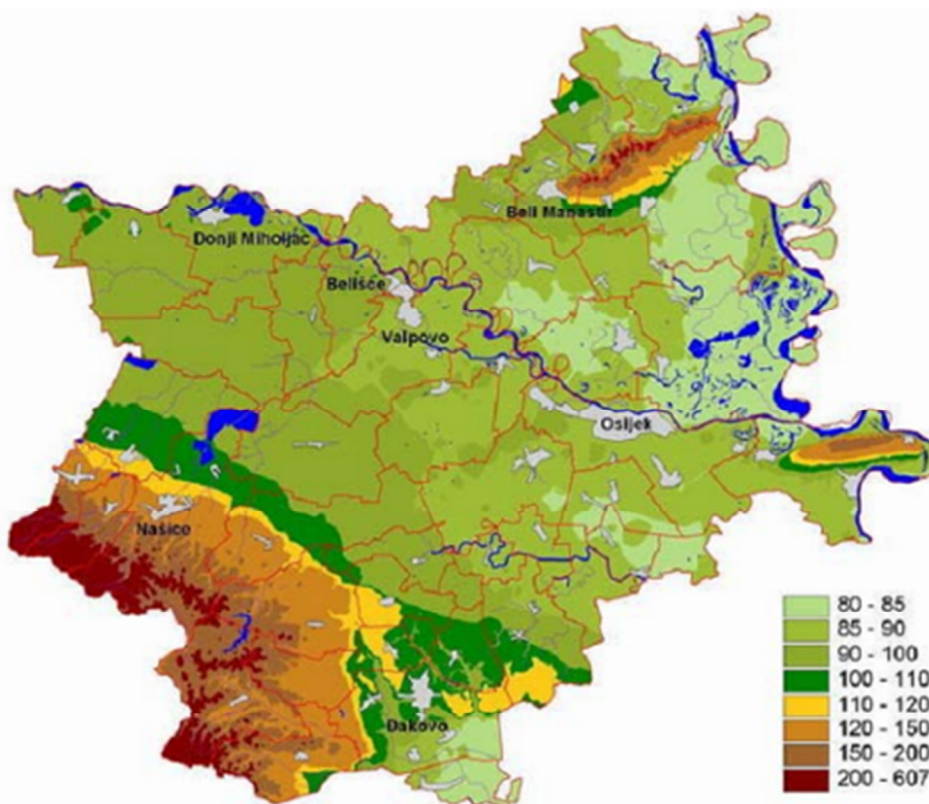 Beli Manastir
Donji Miholjac
Belišće
Valpovo
Osijek
Našice
Đakovo
80 - 85
85 - 90
90 - 100
100 - 110
110 - 120
120 - 150
150 - 200
200 - 607